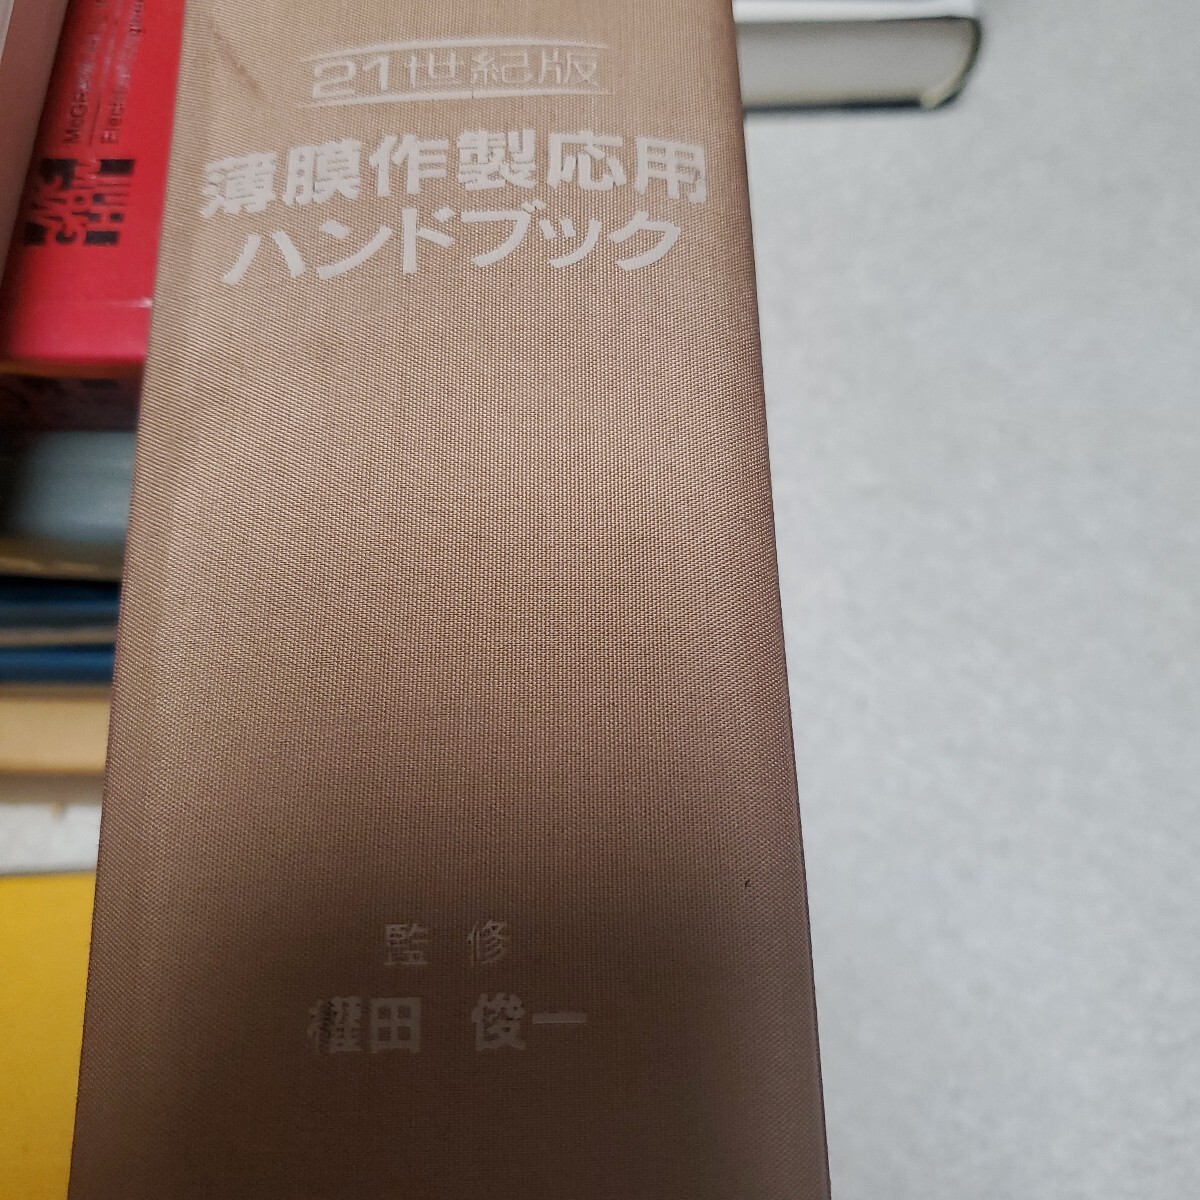 21世紀版
薄膜作製応用
ハンドブック
監修
權田 俊一